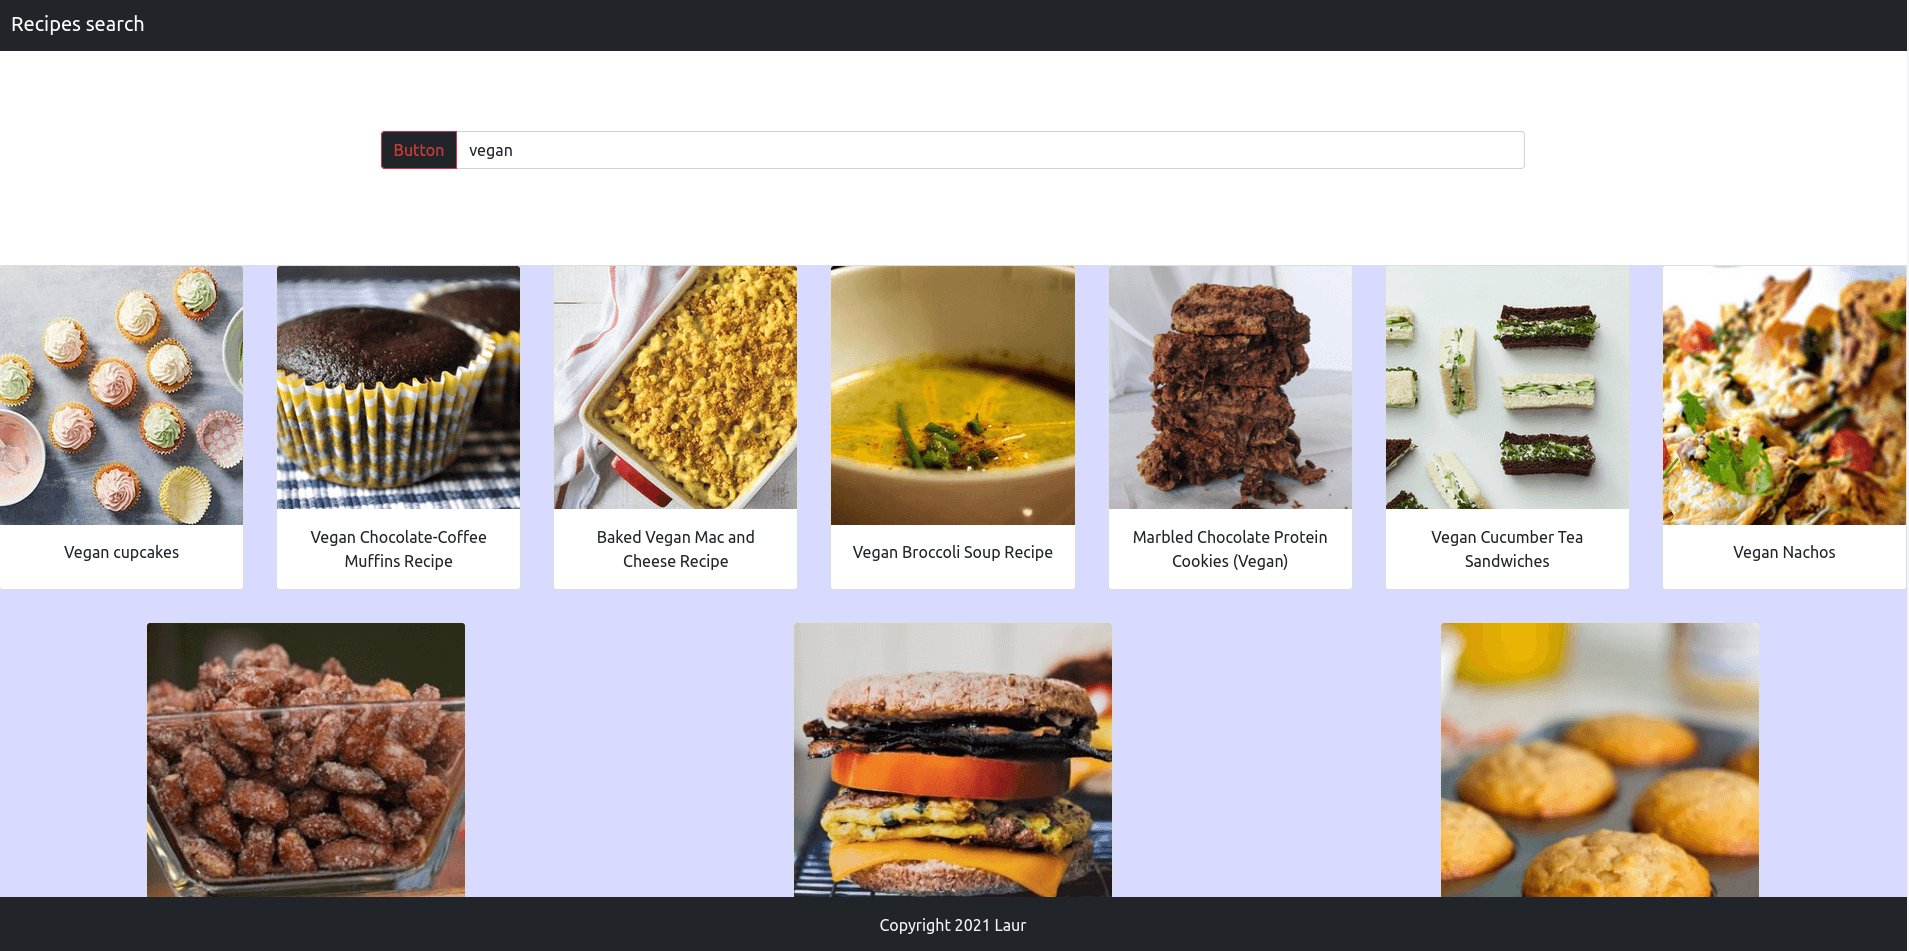 Recipes search
Button
vegan
Vegan cupcakes
Vegan Chocolate-Coffee
Muffins Recipe
Baked Vegan Mac and
Cheese Recipe
Vegan Broccoli Soup Recipe
Marbled Chocolate Protein
Cookies (Vegan)
Vegan Cucumber Tea
Sandwiches
Vegan Nachos
Copyright 2021 Laur